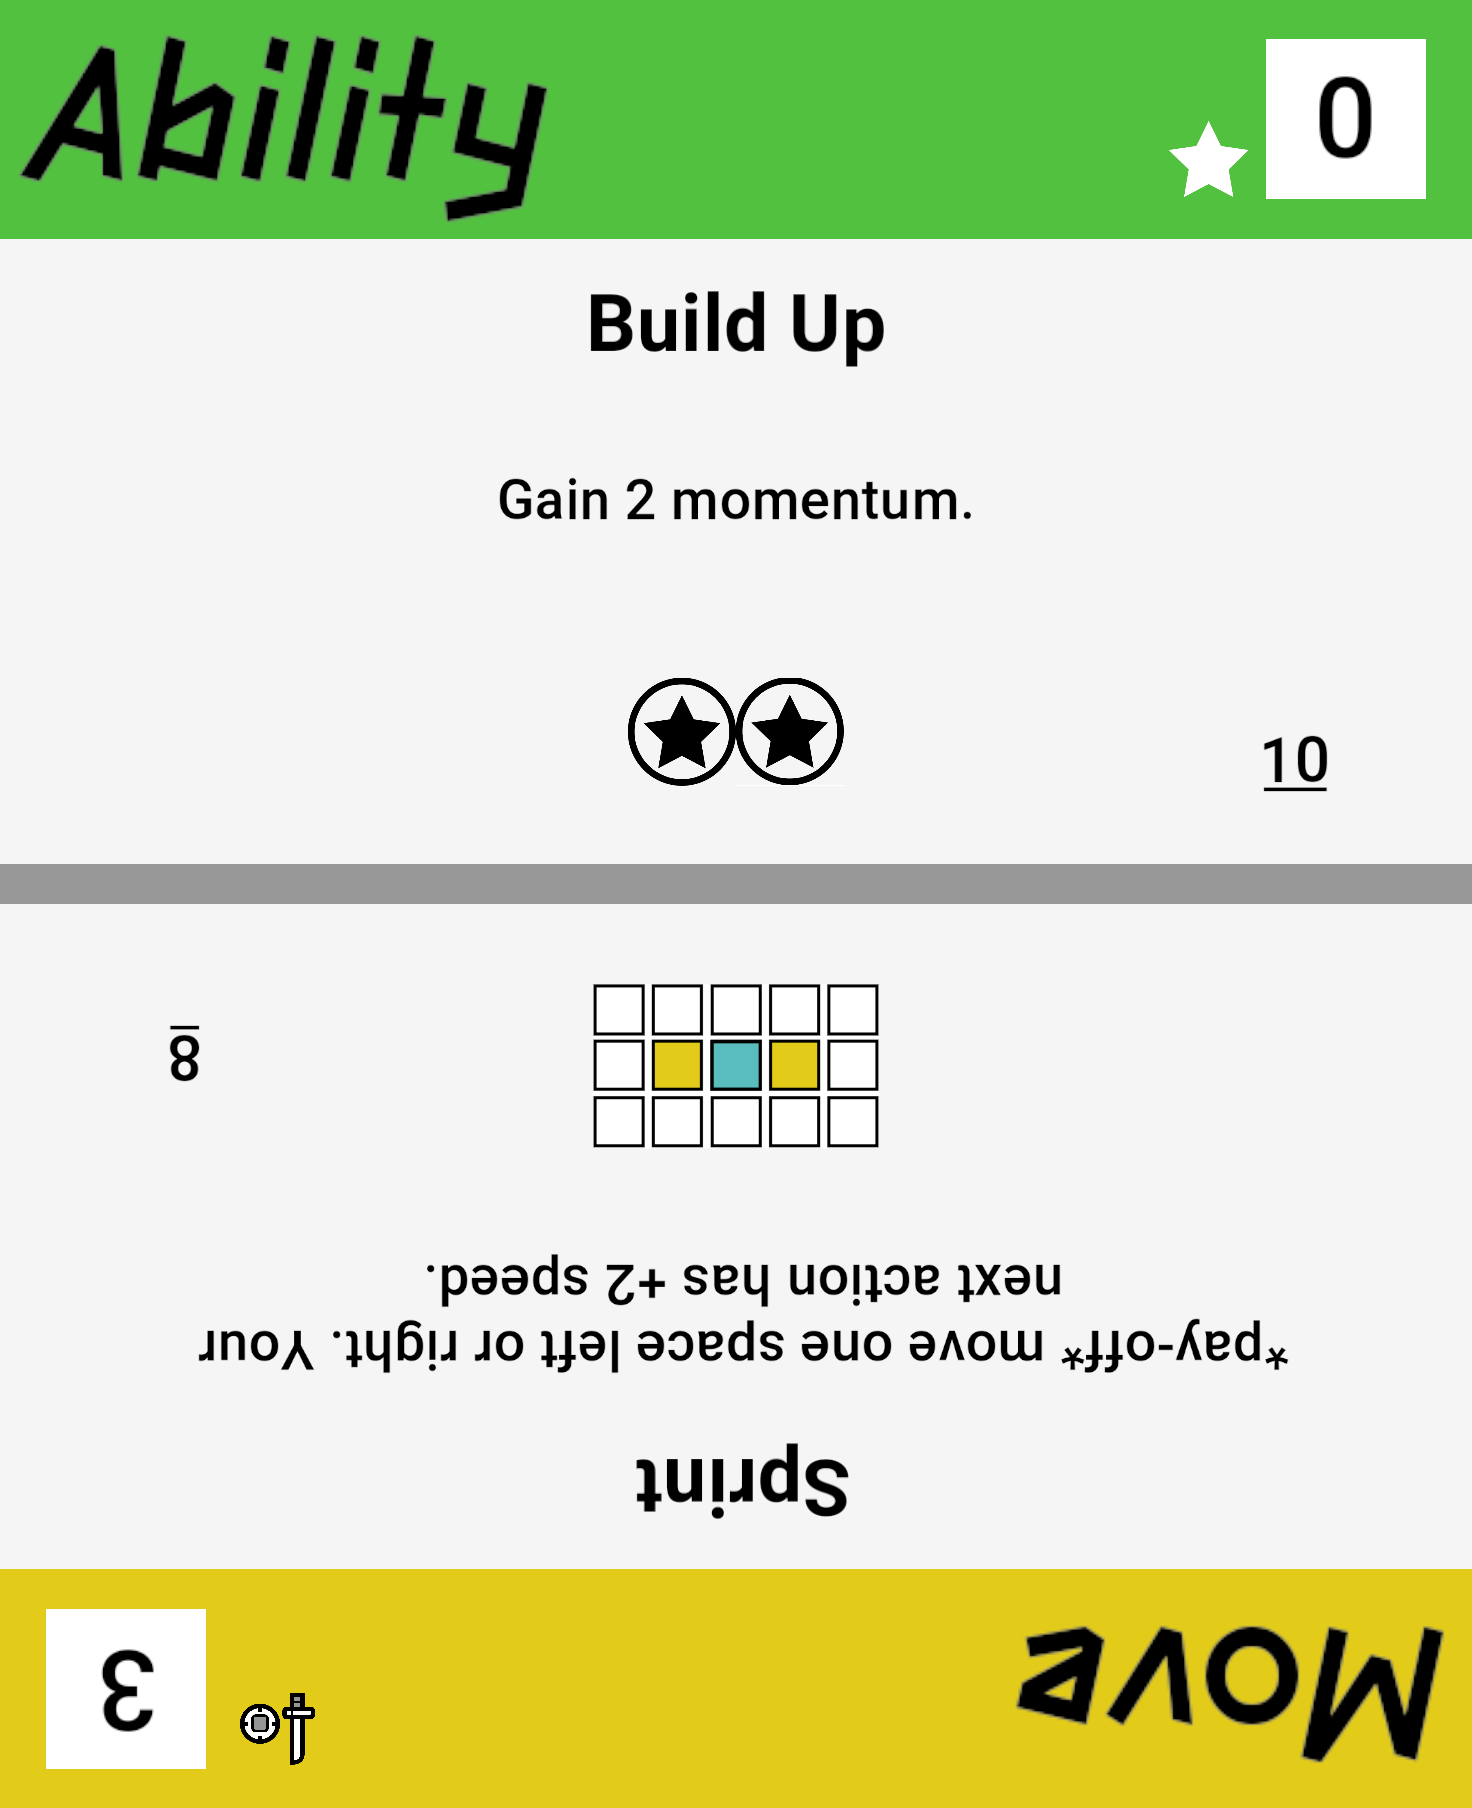 Ability
0
Build Up
Gain 2 momentum.
10
Move
3
Sprint
*pay-off* move one space left or right. Your
next action has +2 speed.
8